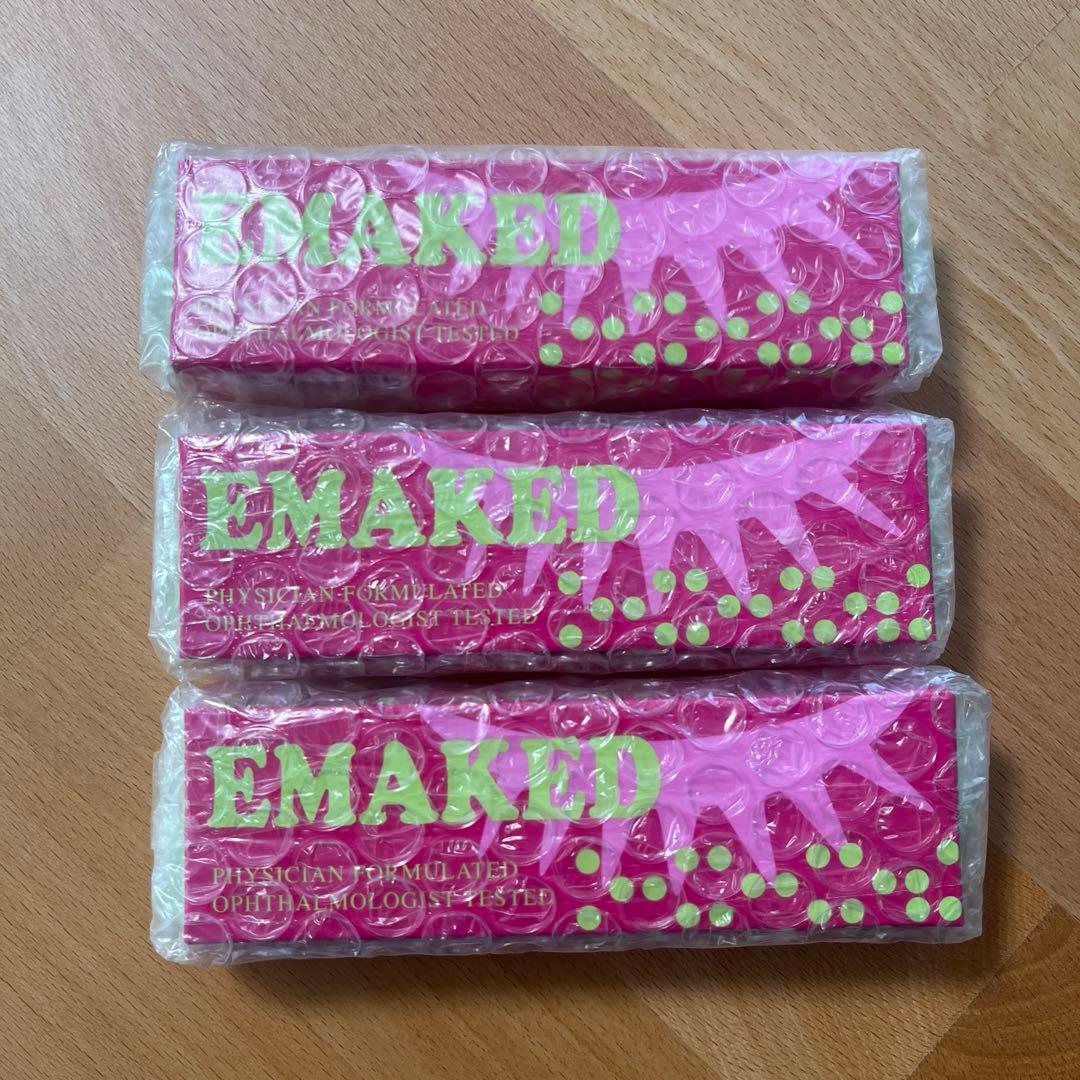 EMAKED
PHYSICIAN FORMULATED
OPHTHALMOLOGIST TESTED
EMAKED
PHYSICIAN FORMULATED
OPHTHALMOLOGIST TESTED
EMAKED
PHYSICIAN FORMULATED
OPHTHALMOLOGIST TESTED